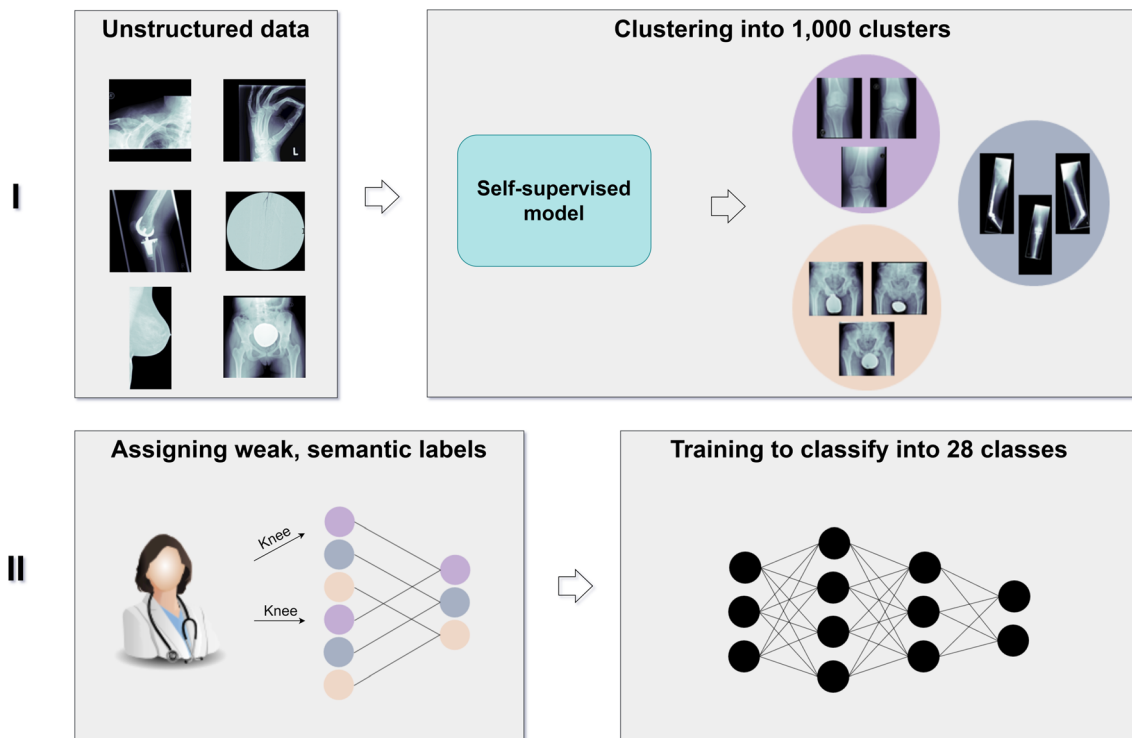 Unstructured data
Clustering into 1,000 clusters
I
L
Self-supervised
model
Assigning weak, semantic labels
Training to classify into 28 classes
II
Knee
Knee